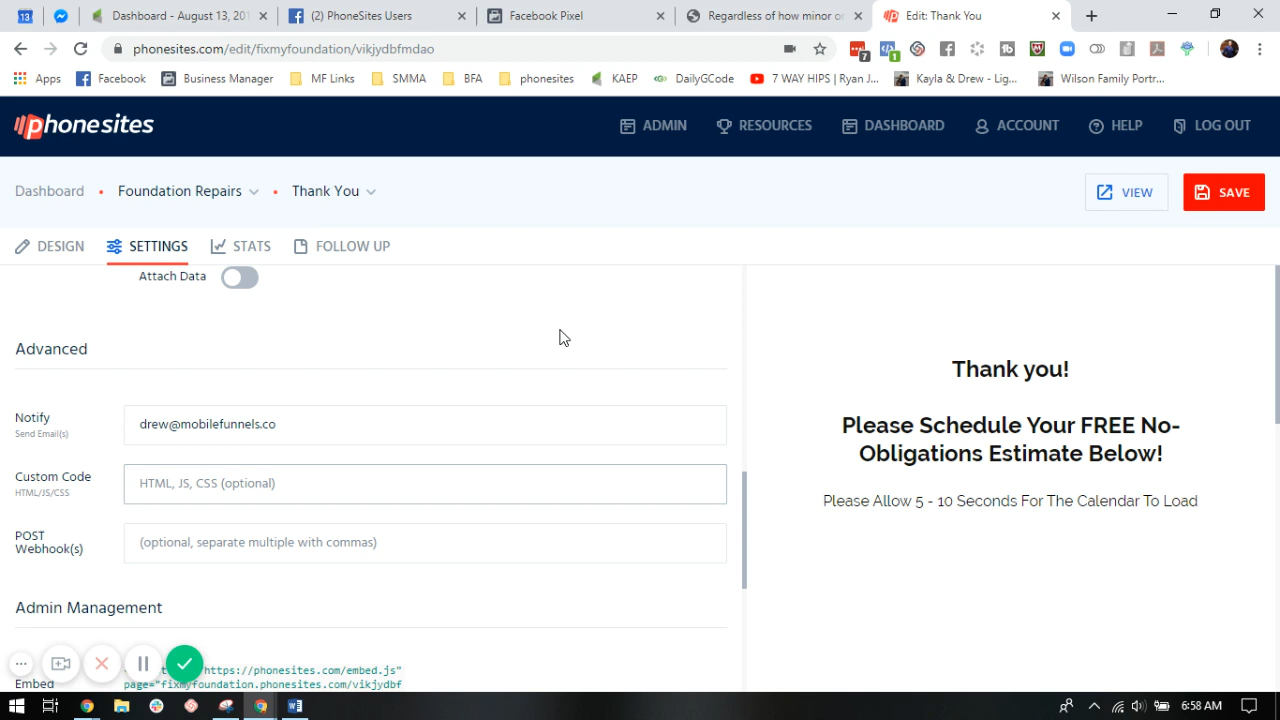 13
Dashboard - August 13, 201
(2) PhoneSites Users
Facebook Pixel
Regardless of how minor o
Edit: Thank You
phonesites.com/edit/fixmyfoundation/vikjydbfmdao
7
1
Apps
Facebook
Business Manager
MF Links
SMMA
BFA
phonesites
KAEP
DailyGCode
7 WAY HIPS | Ryan J...
Kayla & Drew - Lig...
Wilson Family Portr...
phonesites
ADMIN
RESOURCES
DASHBOARD
ACCOUNT
HELP
LOG OUT
Dashboard • Foundation Repairs • Thank You
VIEW
SAVE
DESIGN
SETTINGS
STATS
FOLLOW UP
Attach Data
Advanced
Notify
Send Email(s)
drew@mobilefunnels.co
Custom Code
HTML/JS/CSS
HTML, JS, CSS (optional)
POST
Webhook(s)
(optional, separate multiple with commas)
Admin Management
Embed
https://phonesites.com/embed.js"
page="fixmyfoundation.phonesites.com/vikjydbf
Thank you!
Please Schedule Your FREE No-
Obligations Estimate Below!
Please Allow 5 - 10 Seconds For The Calendar To Load
6:58 AM